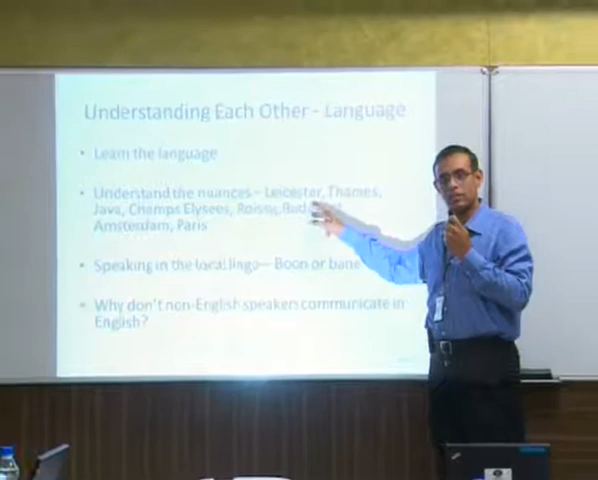 Understanding Each Other - Language
• Learn the language
• Understand the nuances – Leicester, Thames,
Java, Champs Elysees, Roissy,
Amsterdam, Paris
• Speaking in the local lingo – Boon or bane
• Why don't non-English speakers communicate in
English?